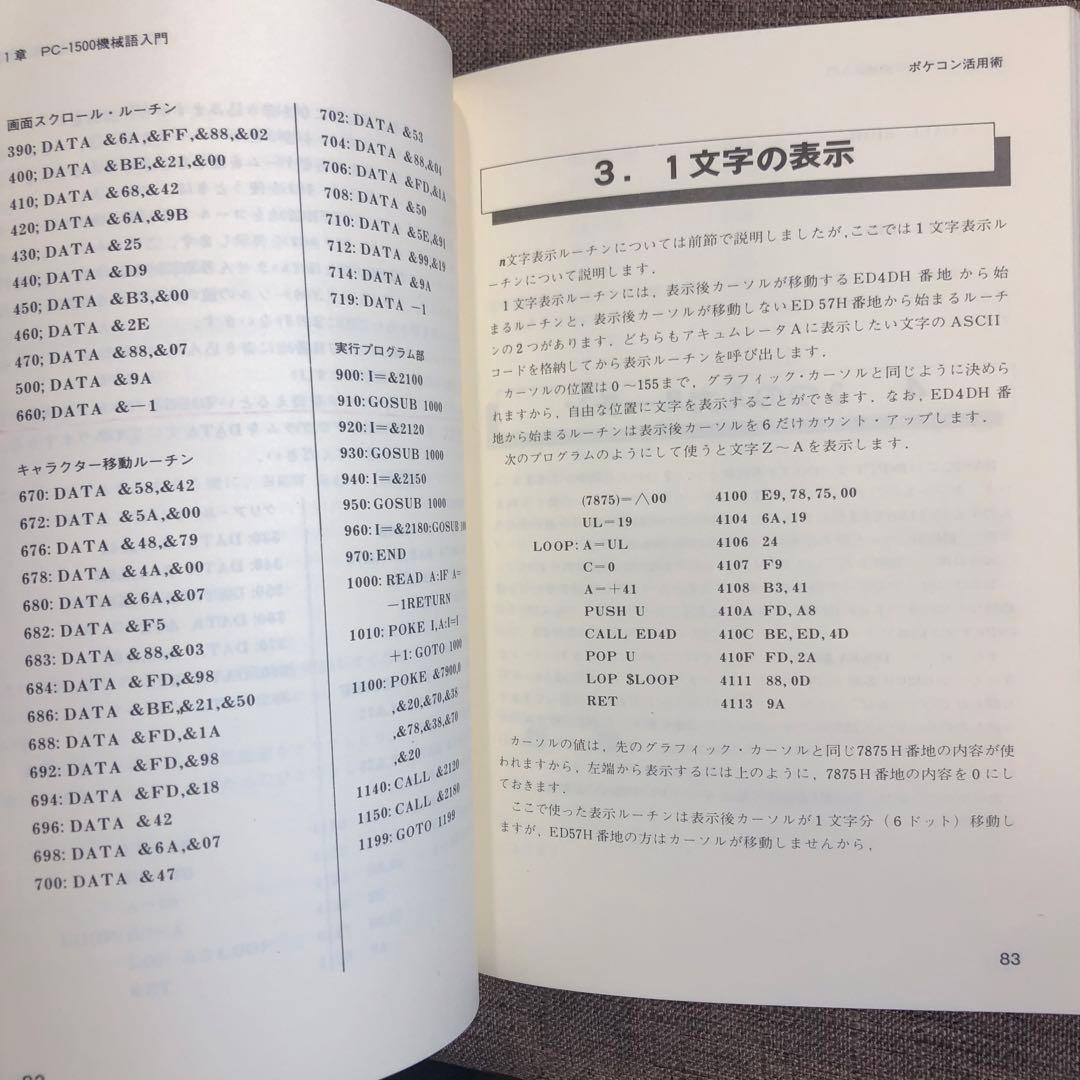 1章 PC-1500機械語入門
画面スクロール・ルーチン
390; DATA &6A,&FF,&88,&02
400; DATA &BE,&21,&00
410; DATA &68,&42
420; DATA &6A,&9B
430; DATA &25
440; DATA &D9
450; DATA &B3,&00
460; DATA &2E
470; DATA &88,&07
500; DATA &9A
660; DATA &−1
キャラクター移動ルーチン
670: DATA &58,&42
672: DATA &5A,&00
676: DATA &48,&79
678: DATA &4A,&00
680: DATA &6A,&07
682: DATA &F5
683: DATA &88,&03
684: DATA &FD,&98
686: DATA &BE,&21,&50
688: DATA &FD,&1A
692: DATA &FD,&98
694: DATA &FD,&18
696: DATA &42
698: DATA &6A,&07
700: DATA &47
702: DATA &53
704: DATA &88,&04
706: DATA &FD,&1A
708: DATA &50
710: DATA &5E,&91
712: DATA &99,&19
714: DATA &9A
719: DATA −1
実行プログラム部
900: I=&2100
910: GOSUB 1000
920: I=&2120
930: GOSUB 1000
940: I=&2150
950: GOSUB 1000
960: I=&2180:GOSUB
970: END
1000: READ A:IF A=
−1RETURN
1010: POKE I,A:I=I
+1: GOTO 1000
1100: POKE &7900,0
,&20,&70,&38
,&78,&38,&70
,&20
1140: CALL &2120
1150: CALL &2180
1199: GOTO 1199
ポケコン活用術
3．1文字の表示
n文字表示ルーチンについては前節で説明しましたが,ここでは1文字表示ル
ーチンについて説明します．
1文字表示ルーチンには，表示後カーソルが移動するED4DH 番地 から始
まるルーチンと，表示後カーソルが移動しないED 57H番地から始まるルーチ
ンの2つがあります．どちらもアキュムレータAに表示したい文字の ASCII
コードを格納してから表示ルーチンを呼び出します．
カーソルの位置は0～155まで，グラフィック・カーソルと同じように決めら
れますから，自由な位置に文字を表示することができます．なお，ED4DH 番
地から始まるルーチンは表示後カーソルを6だけカウント・アップします．
次のプログラムのようにして使うと文字Z～Aを表示します．
(7875)=∧00 4100 E9, 78, 75, 00
UL=19 4104 6A, 19
LOOP: A=UL 4106 24
C=0 4107 F9
A=+41 4108 B3, 41
PUSH U 410A FD, A8
CALL ED4D 410C BE, ED, 4D
POP U 410F FD, 2A
LOP $LOOP 4111 88, 0D
RET 4113 9A
カーソルの値は，先のグラフィック・カーソルと同じ7875H番地の内容が使
われますから，左端から表示するには上のように，7875H番地の内容を0にし
ておきます．
ここで使った表示ルーチンは表示後カーソルが1文字分（6ドット）移動し
ますが，ED57H番地の方はカーソルが移動しませんから，
83